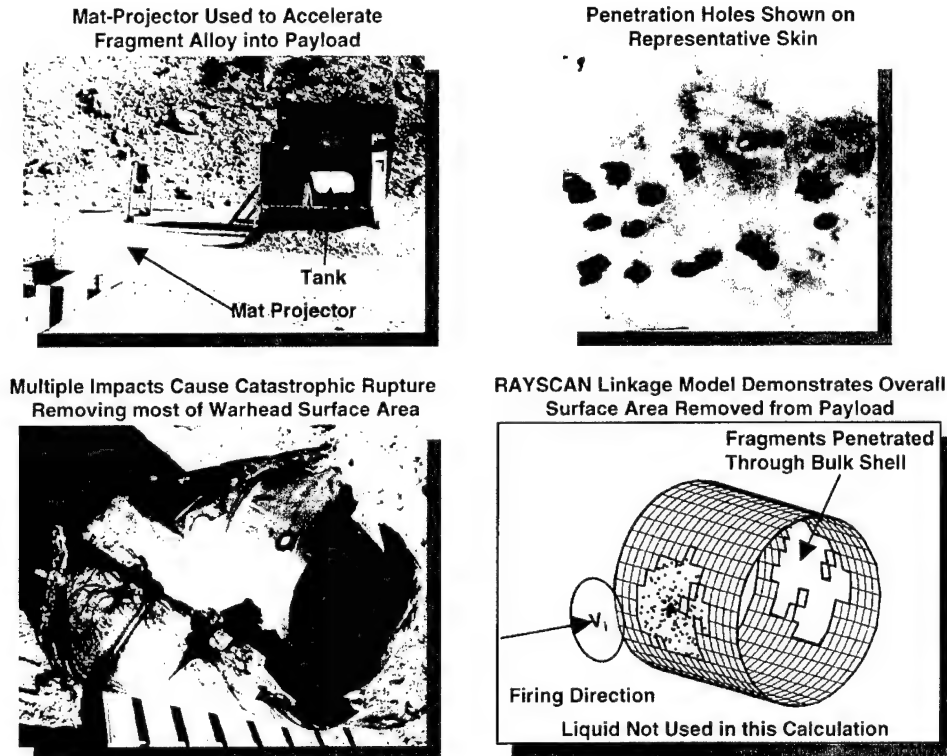 Mat-Projector Used to Accelerate
Fragment Alloy into Payload
Tank
Mat Projector
Penetration Holes Shown on
Representative Skin
Multiple Impacts Cause Catastrophic Rupture
Removing most of Warhead Surface Area
RAYSCAN Linkage Model Demonstrates Overall
Surface Area Removed from Payload
Fragments Penetrated
Through Bulk Shell
Vi
Firing Direction
Liquid Not Used in this Calculation